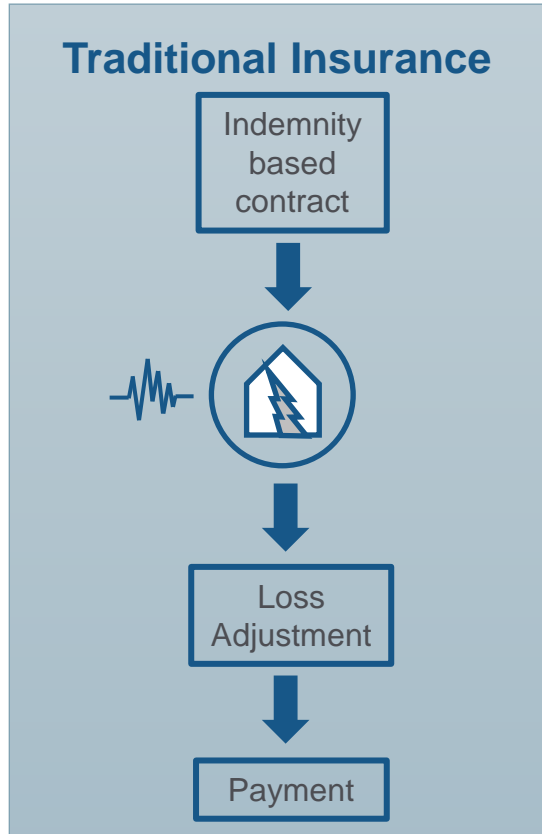 Traditional Insurance
Indemnity
based
contract
Loss
Adjustment
Payment